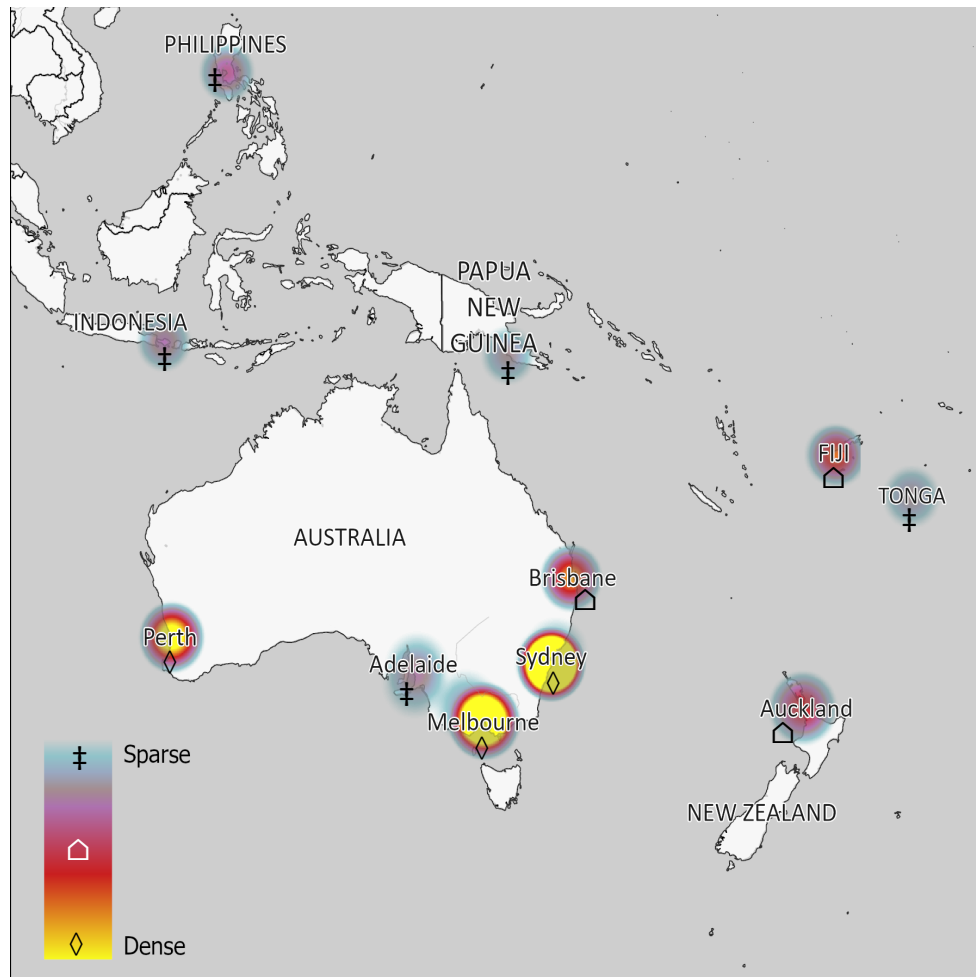 PHILIPPINES
PAPUA
NEW
GUINEA
INDONESIA
FIJI
TONGA
AUSTRALIA
Brisbane
Perth
Sydney
Adelaide
Auckland
Melbourne
‡ Sparse
NEW ZEALAND
Dense